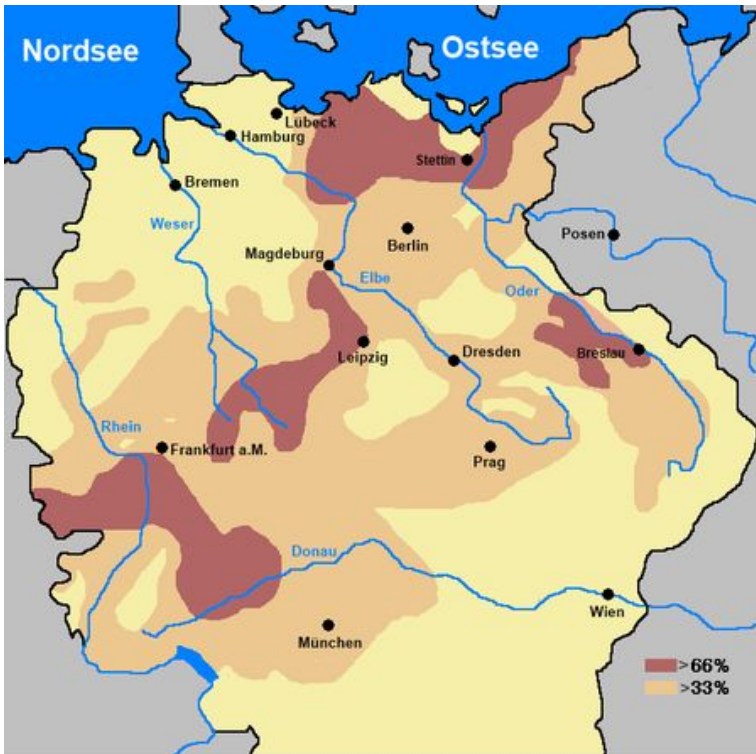 Nordsee
Ostsee
Lübeck
Hamburg
Stettin
Bremen
Weser
Berlin
Posen
Magdeburg
Elbe
Oder
Leipzig
Dresden
Breslau
Rhein
Frankfurt a.M.
Prag
Donau
Wien
München
>66%
>33%